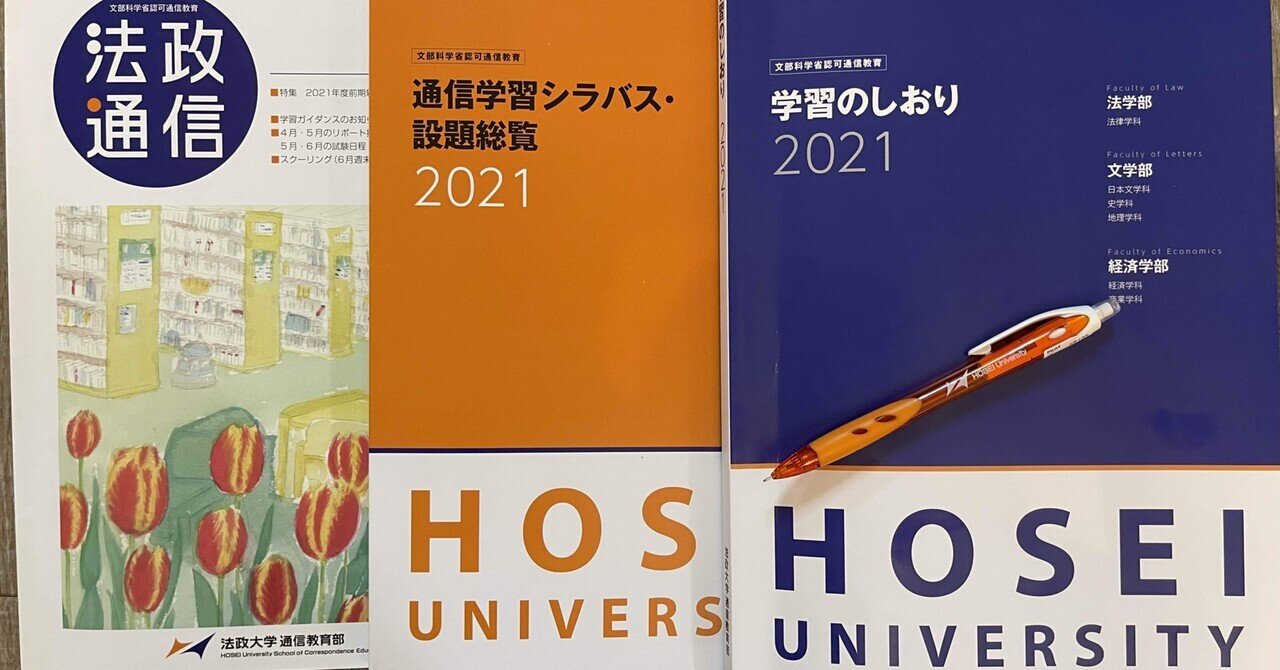 文部科学省認可通信教育
法政
通信
■特集 2021年度前期
■学習ガイダンスのお知ら
■4月・5月のリポート
5月・6月の試験日程
■スクーリング(6月週末
法政大学 通信教育部
HOSEI University School of Correspondence Edu
文部科学省認可通信教育
通信学習シラバス・
設題総覧
2021
HOS
UNIVERS
学習のしおり 2021
文部科学省認可通信教育
学習のしおり
2021
Faculty of Law
法学部
法律学科
Faculty of Letters
文学部
日本文学科
史学科
地理学科
Faculty of Economics
経済学部
経済学科
商業学科
HOSEI University
PILOT
HOSEI
UNIVERSITY